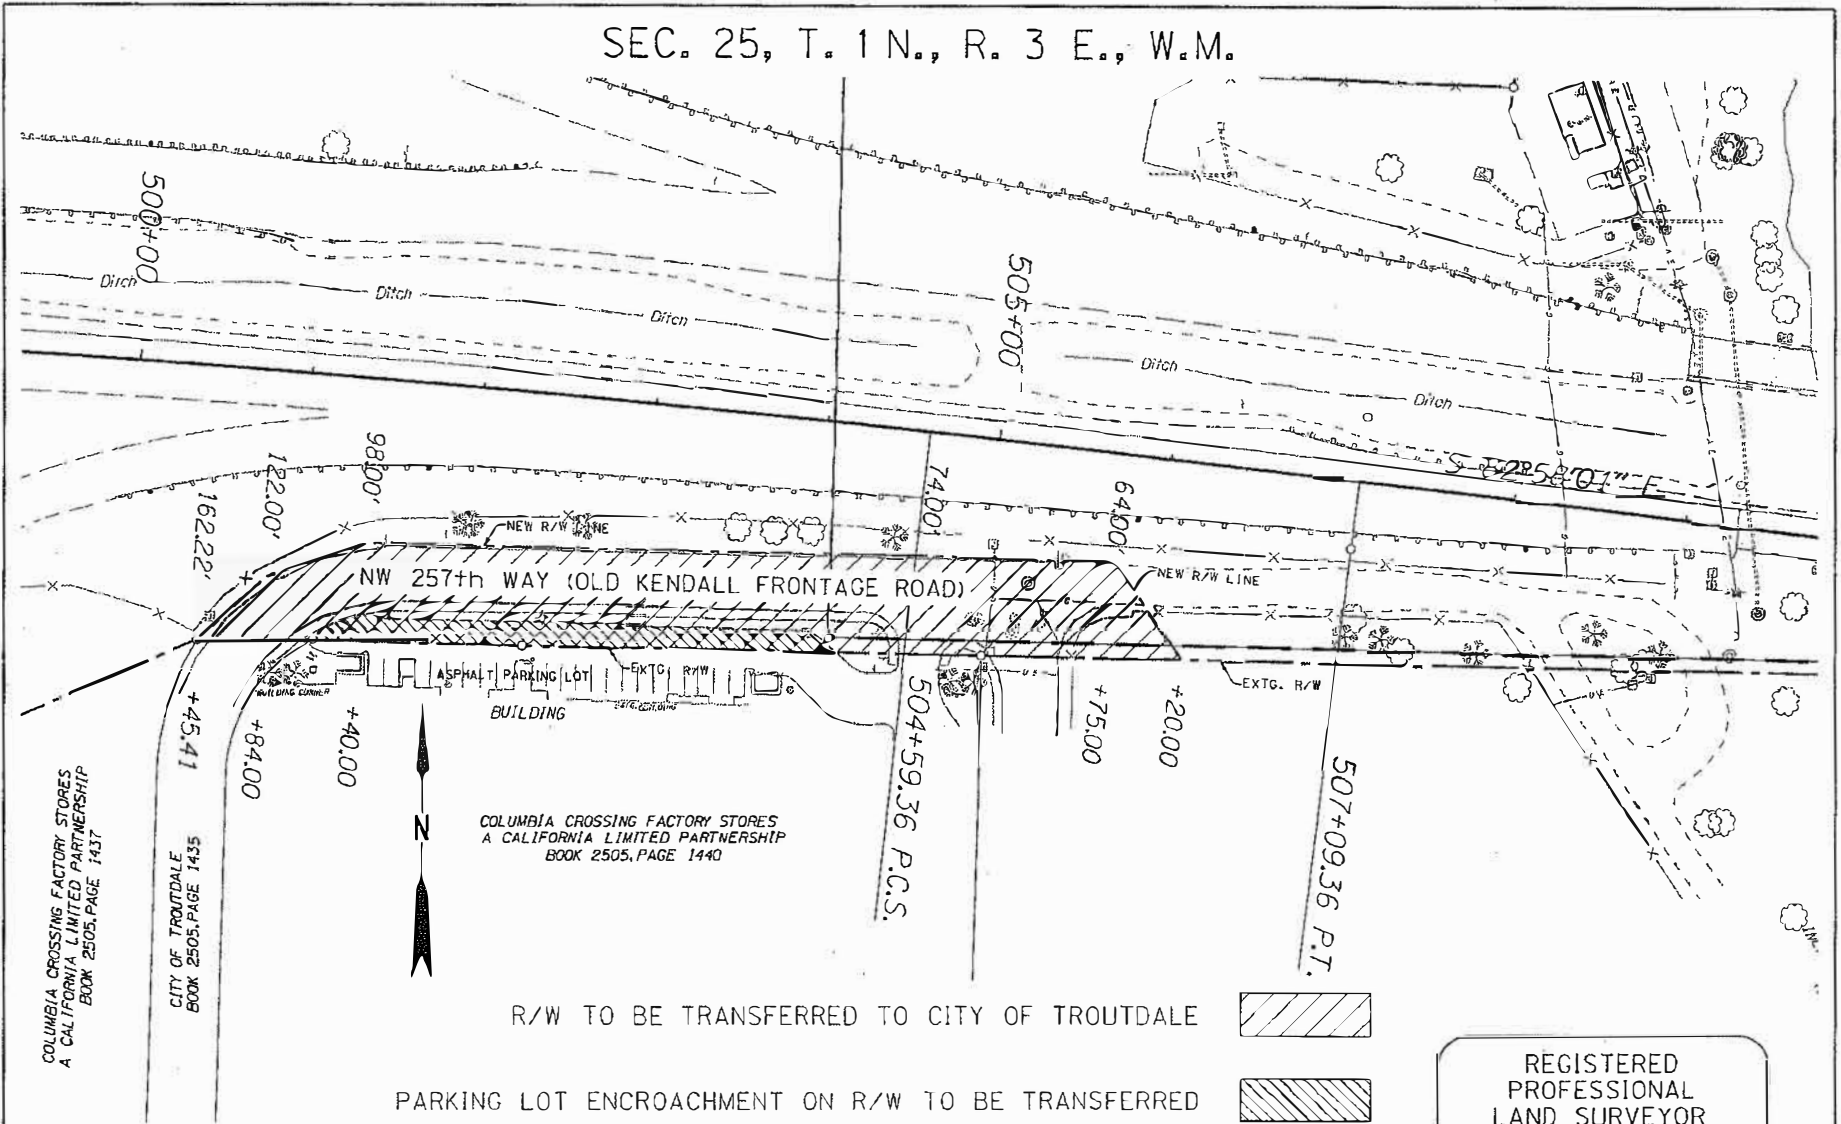 SEC. 25, T. 1 N., R. 3 E., W.M.
500+00
Ditch
Ditch
Ditch
505+00
Ditch
Ditch
98.00'
122.00'
162.22'
74.00'
64.00'
NEW R/W LINE
NW 257th WAY (OLD KENDALL FRONTAGE ROAD)
NEW R/W LINE
ASPHALT PARKING LOT
EXTG. R/W
EXTG. R/W
BUILDING CORNER
BUILDING
+45.41
+84.00
+40.00
504+59.36 P.C.S.
+75.00
+20.00
507+09.36 P.T.
N
COLUMBIA CROSSING FACTORY STORES
A CALIFORNIA LIMITED PARTNERSHIP
BOOK 2505, PAGE 1437
CITY OF TROUTDALE
BOOK 2505, PAGE 1435
COLUMBIA CROSSING FACTORY STORES
A CALIFORNIA LIMITED PARTNERSHIP
BOOK 2505, PAGE 1440
R/W TO BE TRANSFERRED TO CITY OF TROUTDALE
PARKING LOT ENCROACHMENT ON R/W TO BE TRANSFERRED
REGISTERED
PROFESSIONAL
LAND SURVEYOR